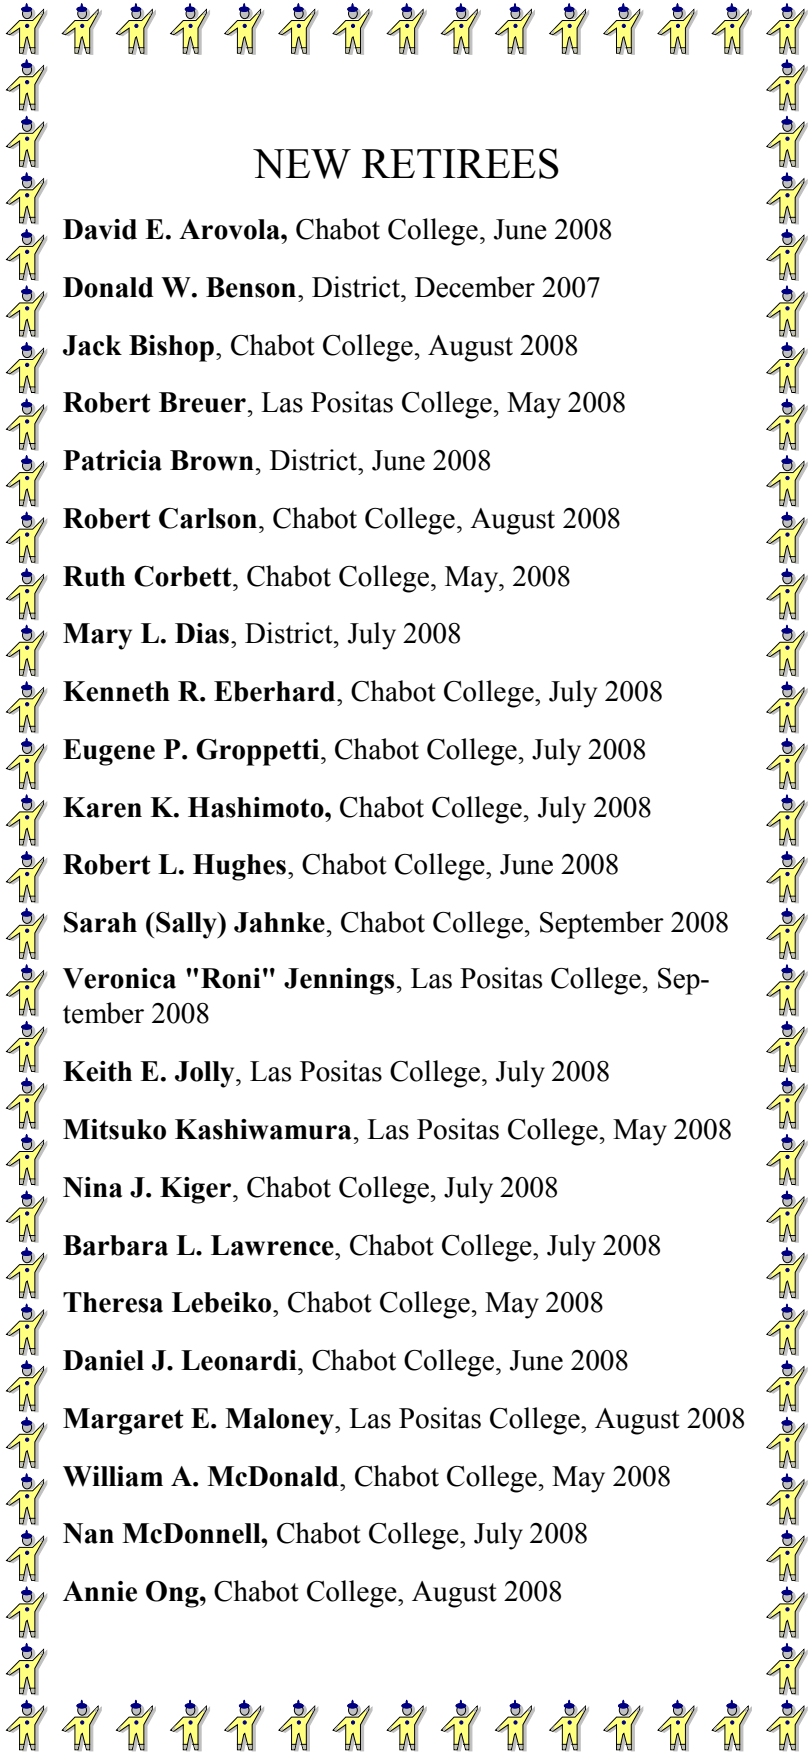 NEW RETIREES
David E. Arovola, Chabot College, June 2008
Donald W. Benson, District, December 2007
Jack Bishop, Chabot College, August 2008
Robert Breuer, Las Positas College, May 2008
Patricia Brown, District, June 2008
Robert Carlson, Chabot College, August 2008
Ruth Corbett, Chabot College, May, 2008
Mary L. Dias, District, July 2008
Kenneth R. Eberhard, Chabot College, July 2008
Eugene P. Groppetti, Chabot College, July 2008
Karen K. Hashimoto, Chabot College, July 2008
Robert L. Hughes, Chabot College, June 2008
Sarah (Sally) Jahnke, Chabot College, September 2008
Veronica "Roni" Jennings, Las Positas College, Sep-
tember 2008
Keith E. Jolly, Las Positas College, July 2008
Mitsuko Kashiwamura, Las Positas College, May 2008
Nina J. Kiger, Chabot College, July 2008
Barbara L. Lawrence, Chabot College, July 2008
Theresa Lebeiko, Chabot College, May 2008
Daniel J. Leonardi, Chabot College, June 2008
Margaret E. Maloney, Las Positas College, August 2008
William A. McDonald, Chabot College, May 2008
Nan McDonnell, Chabot College, July 2008
Annie Ong, Chabot College, August 2008